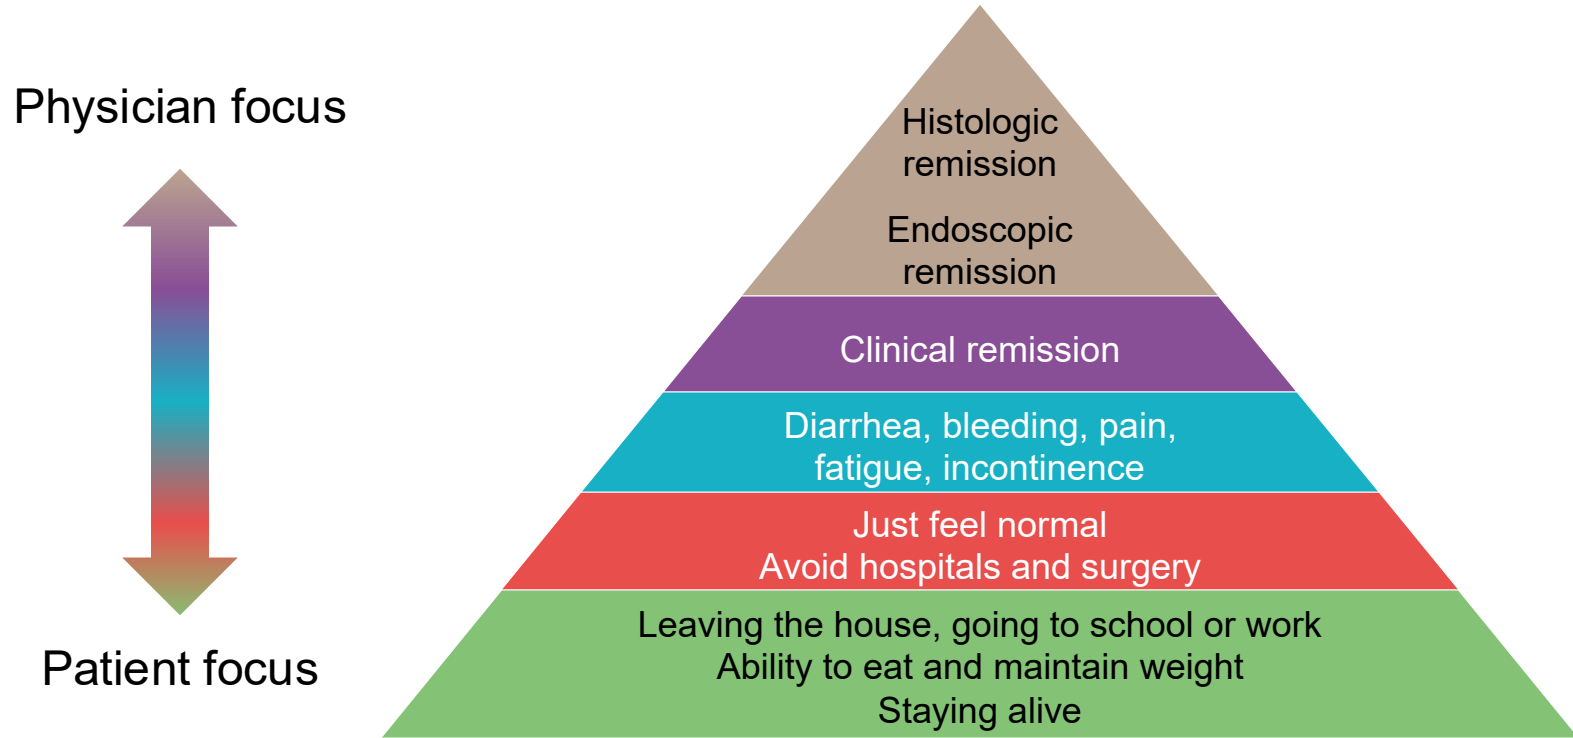 Physician focus
Patient focus
Histologic
remission
Endoscopic
remission
Clinical remission
Diarrhea, bleeding, pain,
fatigue, incontinence
Just feel normal
Avoid hospitals and surgery
Leaving the house, going to school or work
Ability to eat and maintain weight
Staying alive